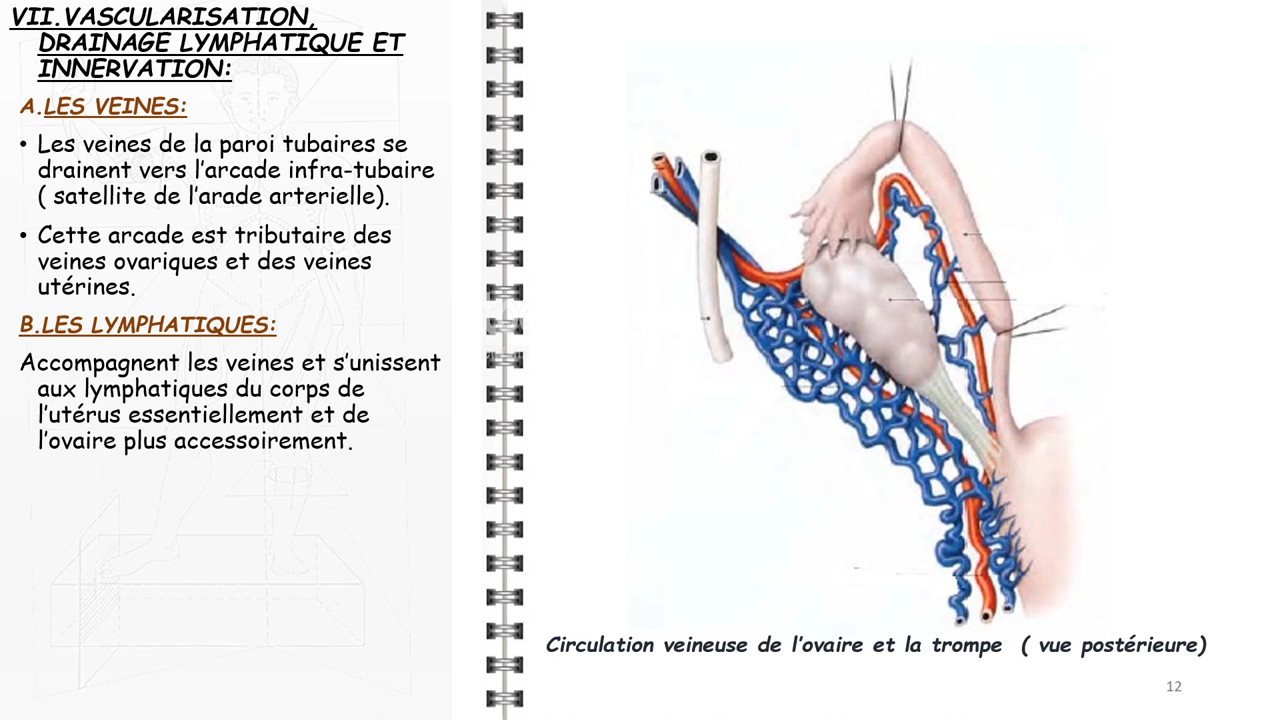 VII.VASCULARISATION,
DRAINAGE LYMPHATIQUE ET
INNERVATION:
A.LES VEINES:
• Les veines de la paroi tubaires se
drainent vers l'arcade infra-tubaire
( satellite de l'arade arterielle).
• Cette arcade est tributaire des
veines ovariques et des veines
utérines.
B.LES LYMPHATIQUES:
Accompagnent les veines et s'unissent
aux lymphatiques du corps de
l'utérus essentiellement et de
l'ovaire plus accessoirement.
Circulation veineuse de l'ovaire et la trompe ( vue postérieure)
12